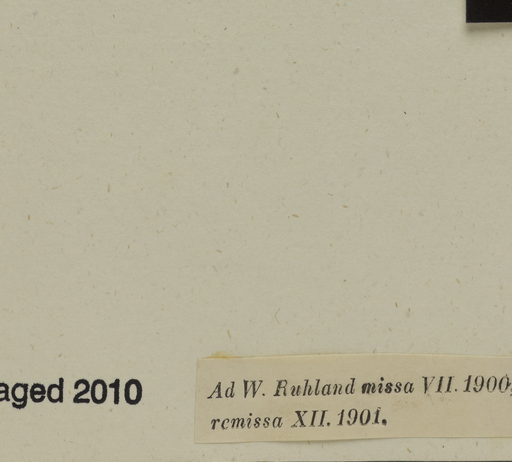 aged 2010
Ad W. Ruhland missa VII. 1900,
remissa XII. 1901.